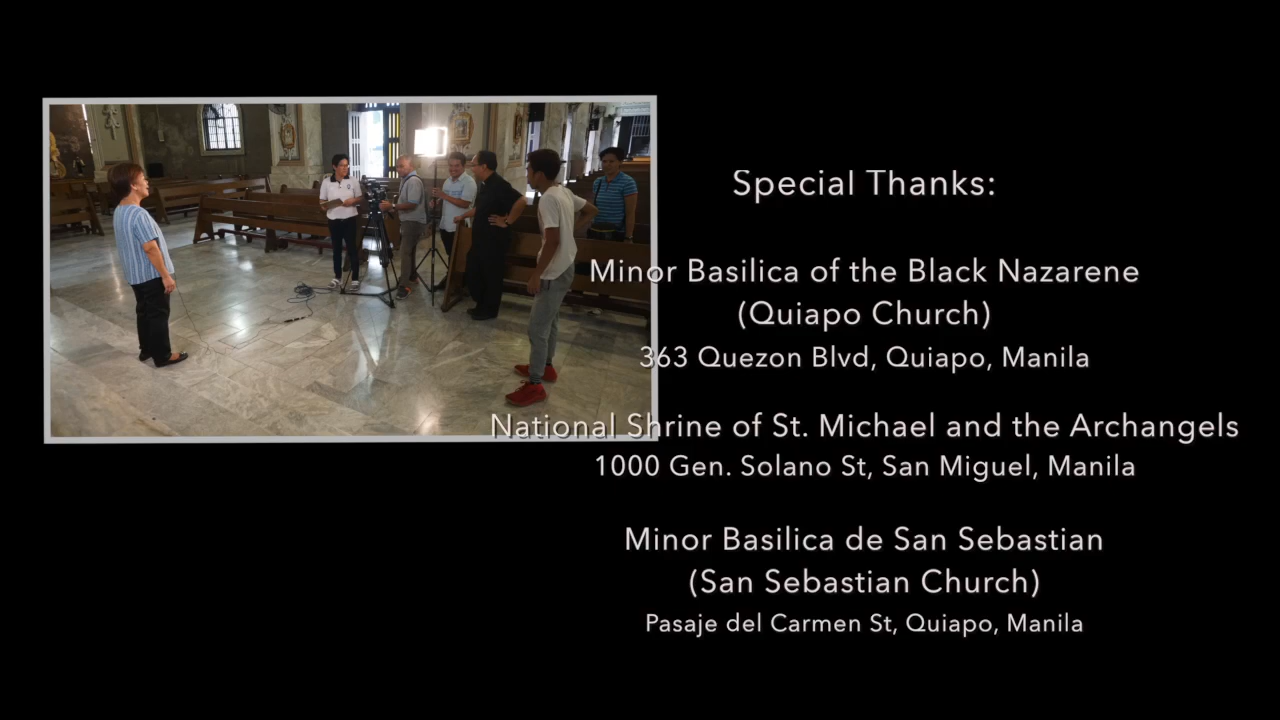 Special Thanks:
Minor Basilica of the Black Nazarene
(Quiapo Church)
363 Quezon Blvd, Quiapo, Manila
National Shrine of St. Michael and the Archangels
1000 Gen. Solano St, San Miguel, Manila
Minor Basilica de San Sebastian
(San Sebastian Church)
Pasaje del Carmen St, Quiapo, Manila